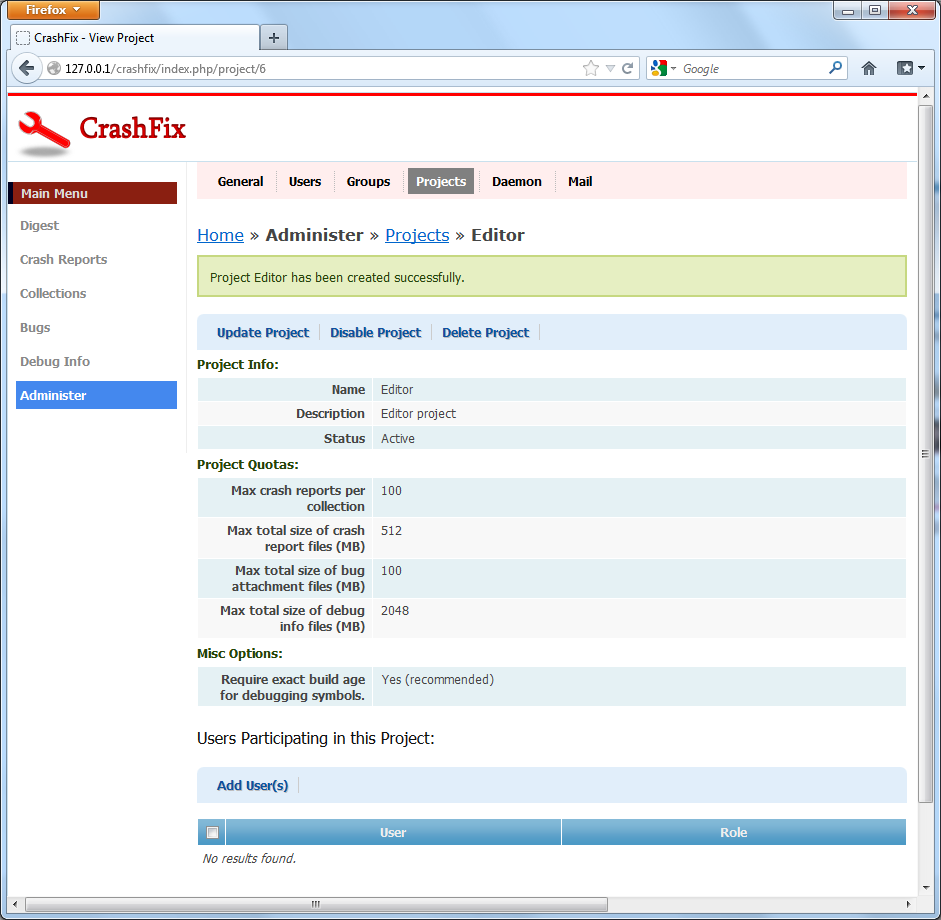 Firefox
CrashFix - View Project
127.0.0.1/crashfix/index.php/project/6
Google
CrashFix
General Users Groups Projects Daemon Mail
Main Menu
Digest
Crash Reports
Collections
Bugs
Debug Info
Administer
Home » Administer » Projects » Editor
Project Editor has been created successfully.
Update Project Disable Project Delete Project
Project Info:
Name Editor
Description Editor project
Status Active
Project Quotas:
Max crash reports per 100
collection
Max total size of crash 512
report files (MB)
Max total size of bug 100
attachment files (MB)
Max total size of debug 2048
info files (MB)
Misc Options:
Require exact build age Yes (recommended)
for debugging symbols.
Users Participating in this Project:
Add User(s)
User Role
No results found.